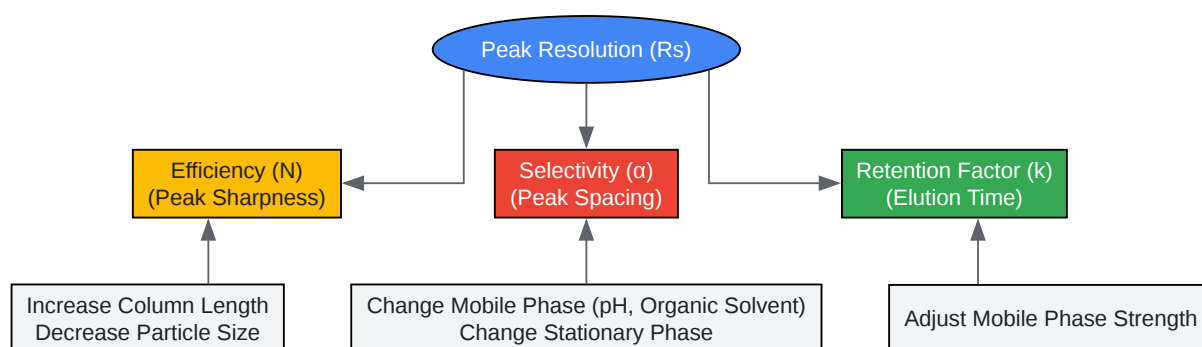 Peak Resolution (Rs)
Efficiency (N)
(Peak Sharpness)
Selectivity (α)
(Peak Spacing)
Retention Factor (k)
(Elution Time)
Increase Column Length
Decrease Particle Size
Change Mobile Phase (pH, Organic Solvent)
Change Stationary Phase
Adjust Mobile Phase Strength